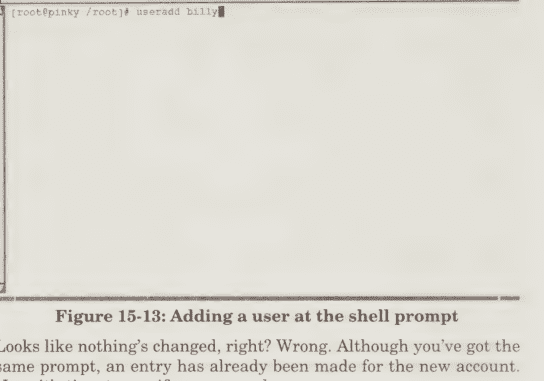 [root@pinky /root]# useradd billy
Figure 15-13: Adding a user at the shell prompt
Looks like nothing's changed, right? Wrong. Although you've got the
same prompt, an entry has already been made for the new account.